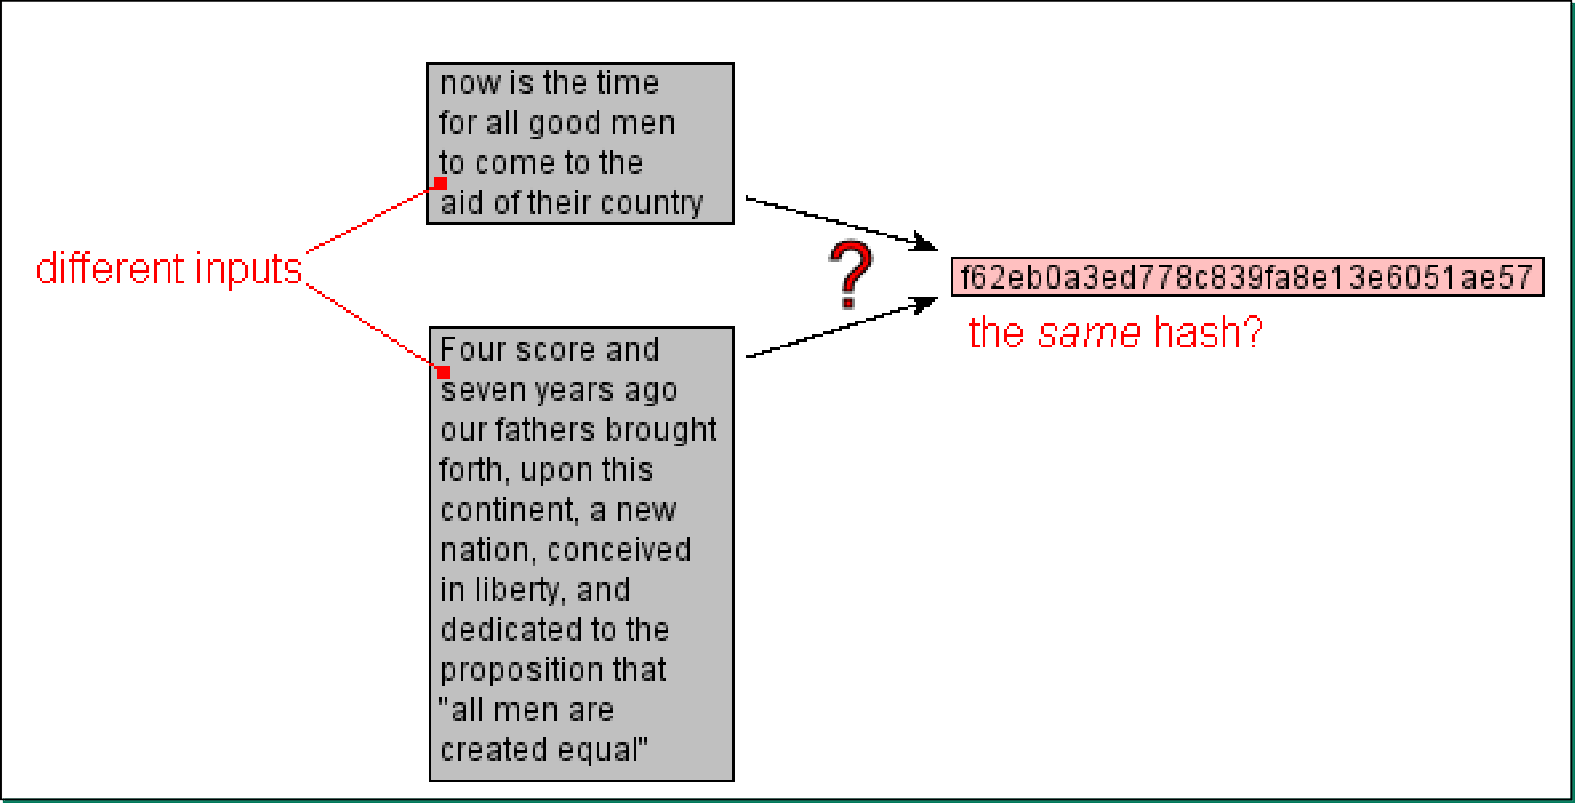 now is the time
for all good men
to come to the
aid of their country
different inputs
?
f62eb0a3ed778c839fa8e13e6051ae57
the same hash?
Four score and
seven years ago
our fathers brought
forth, upon this
continent, a new
nation, conceived
in liberty, and
dedicated to the
proposition that
"all men are
created equal"